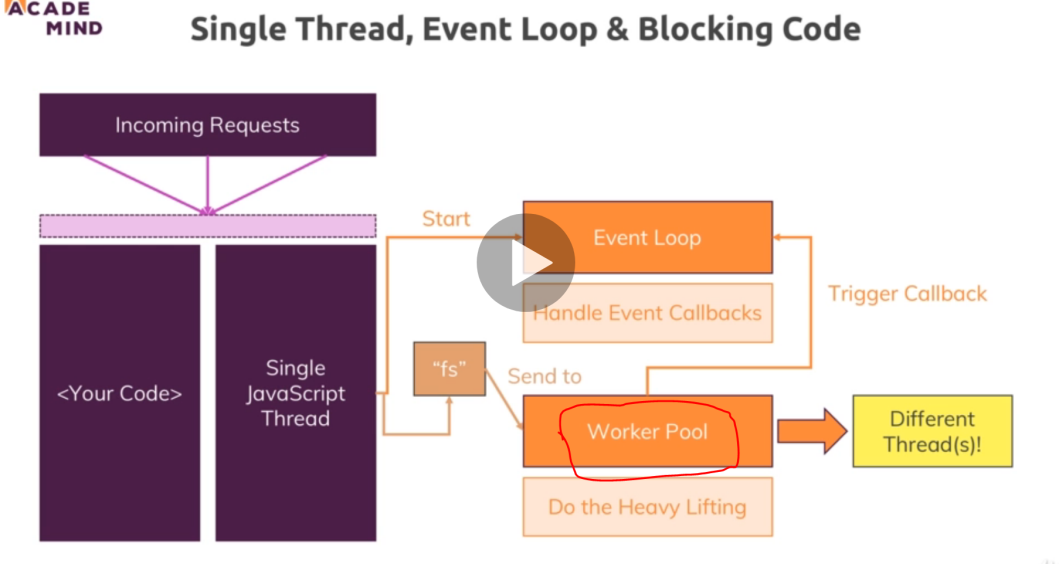 ACADE
MIND
Single Thread, Event Loop & Blocking Code
Incoming Requests
Start
Event Loop
Trigger Callback
Handle Event Callbacks
<Your Code>
Single
JavaScript
Thread
“fs”
Send to
Worker Pool
Different
Thread(s)!
Do the Heavy Lifting